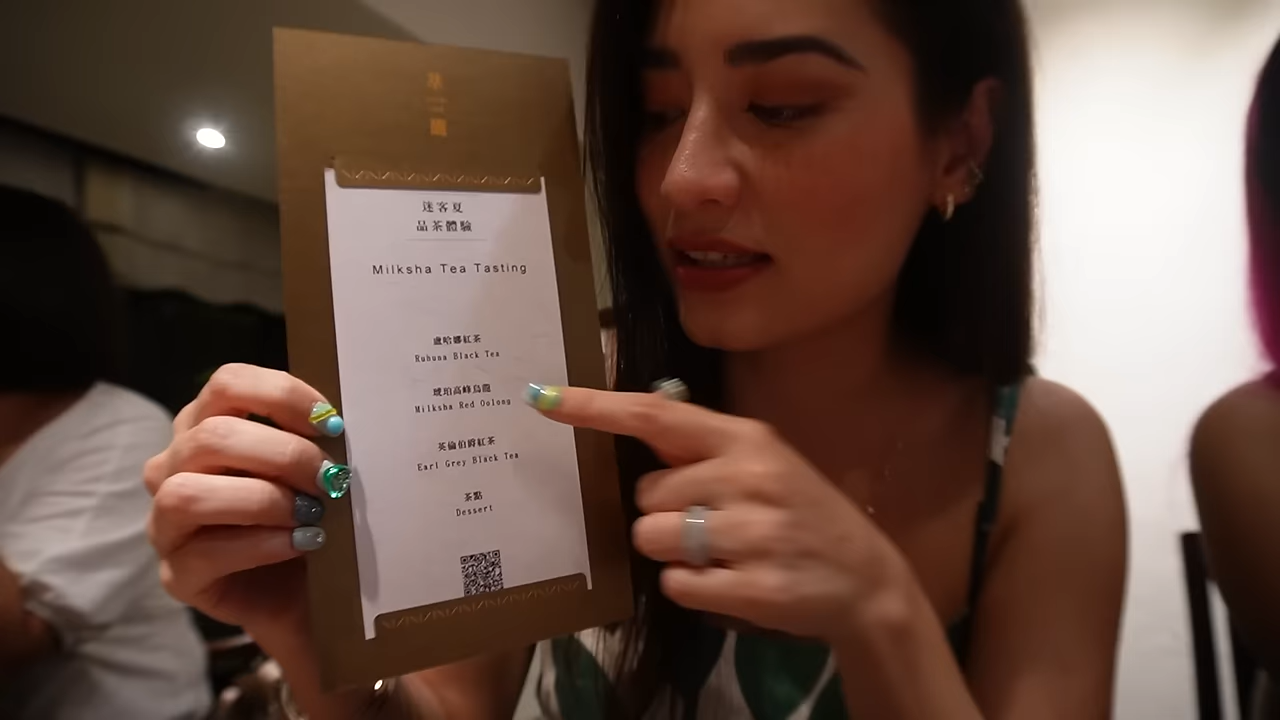 迷客夏
品茶體驗
Milksha Tea Tasting
盧哈娜紅茶
Ruhuna Black Tea
琥珀高峰烏龍
Milksha Red Oolong
英倫伯爵紅茶
Earl Grey Black Tea
茶點
Dessert